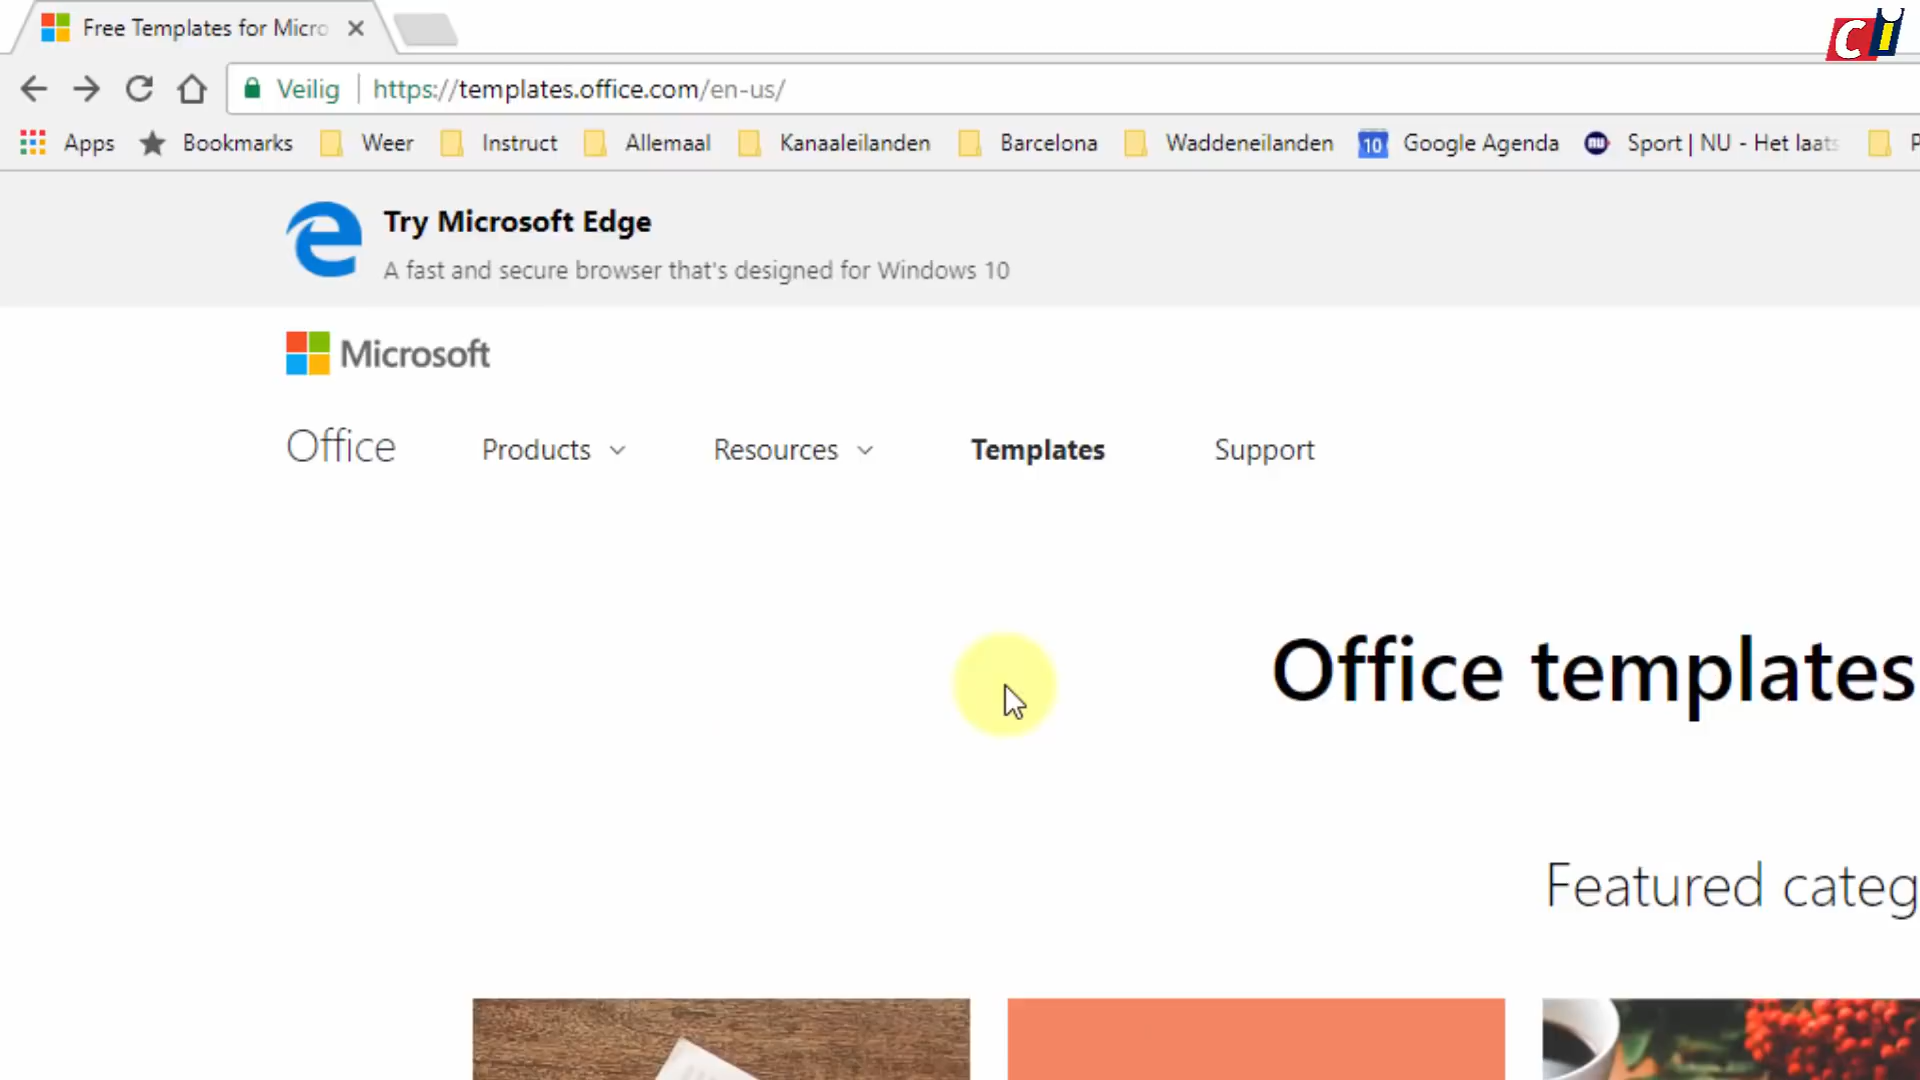 Free Templates for Micro
Ci
Veilig https://templates.office.com/en-us/
Apps Bookmarks Weer Instruct Allemaal Kanaaleilanden Barcelona Waddeneilanden 10 Google Agenda nu Sport | NU - Het laats P
Try Microsoft Edge
A fast and secure browser that's designed for Windows 10
Microsoft
Office Products Resources Templates Support
Office templates
Featured categ